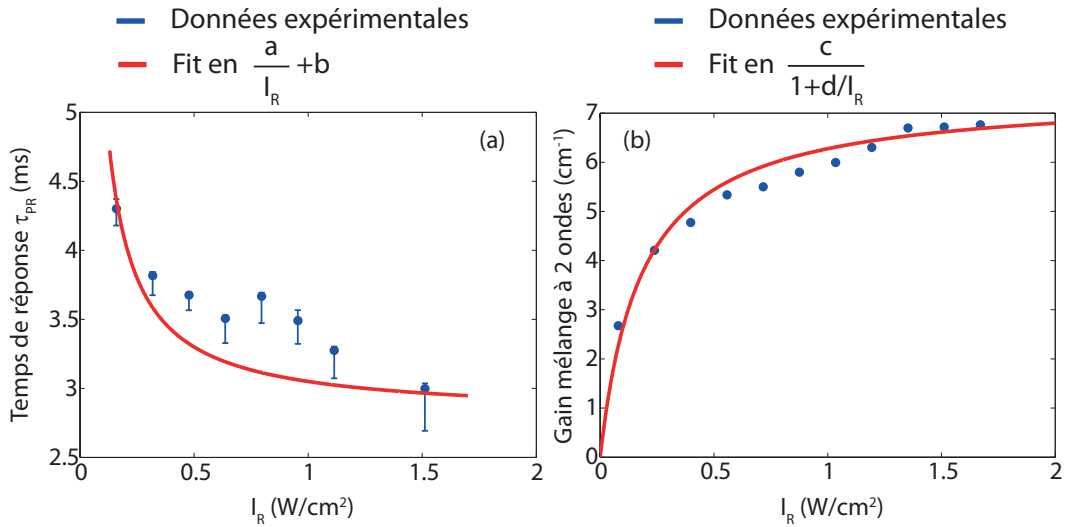 Données expérimentales
Fit en a/I_R +b
Temps de réponse τ_PR (ms)
5
4.5
4
3.5
3
2.5
(a)
0
0.5
1
1.5
2
I_R (W/cm²)
Données expérimentales
Fit en c/1+d/I_R
Gain mélange à 2 ondes (cm⁻¹)
7
6
5
4
3
2
1
0
(b)
0
0.5
1
1.5
2
I_R (W/cm²)